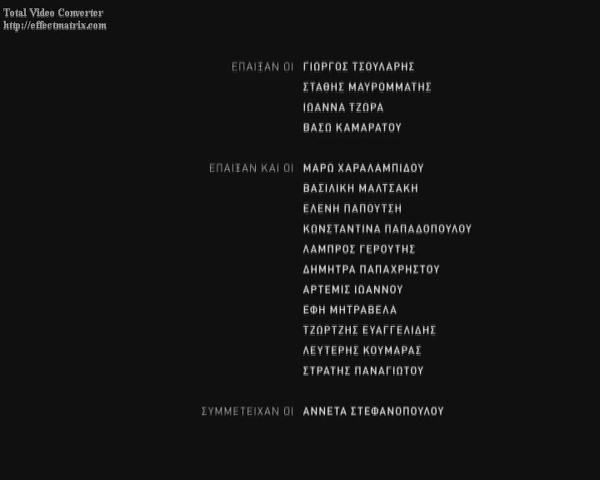 Total Video Converter
http://effectmatrix.com
ΕΠΑΙΞΑΝ ΟΙ ΓΙΩΡΓΟΣ ΤΣΟΥΛΑΡΗΣ
ΣΤΑΘΗΣ ΜΑΥΡΟΜΜΑΤΗΣ
ΙΩΑΝΝΑ ΤΖΩΡΑ
ΒΑΣΩ ΚΑΜΑΡΑΤΟΥ
ΕΠΑΙΞΑΝ ΚΑΙ ΟΙ ΜΑΡΩ ΧΑΡΑΛΑΜΠΙΔΟΥ
ΒΑΣΙΛΙΚΗ ΜΑΛΤΣΑΚΗ
ΕΛΕΝΗ ΠΑΠΟΥΤΣΗ
ΚΩΝΣΤΑΝΤΙΝΑ ΠΑΠΑΔΟΠΟΥΛΟΥ
ΛΑΜΠΡΟΣ ΓΕΡΟΥΤΗΣ
ΔΗΜΗΤΡΑ ΠΑΠΑΧΡΗΣΤΟΥ
ΑΡΤΕΜΙΣ ΙΩΑΝΝΟΥ
ΕΦΗ ΜΗΤΡΑΒΕΛΑ
ΤΖΩΡΤΖΗΣ ΕΥΑΓΓΕΛΙΔΗΣ
ΛΕΥΤΕΡΗΣ ΚΟΥΜΑΡΑΣ
ΣΤΡΑΤΗΣ ΠΑΝΑΓΙΩΤΟΥ
ΣΥΜΜΕΤΕΙΧΑΝ ΟΙ ΑΝΝΕΤΑ ΣΤΕΦΑΝΟΠΟΥΛΟΥ